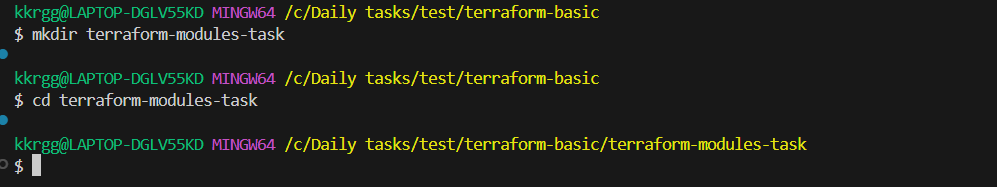 kkrgg@LAPTOP-DGLV55KD MINGW64 /c/Daily tasks/test/terraform-basic
$ mkdir terraform-modules-task
kkrgg@LAPTOP-DGLV55KD MINGW64 /c/Daily tasks/test/terraform-basic
$ cd terraform-modules-task
kkrgg@LAPTOP-DGLV55KD MINGW64 /c/Daily tasks/test/terraform-basic/terraform-modules-task
$